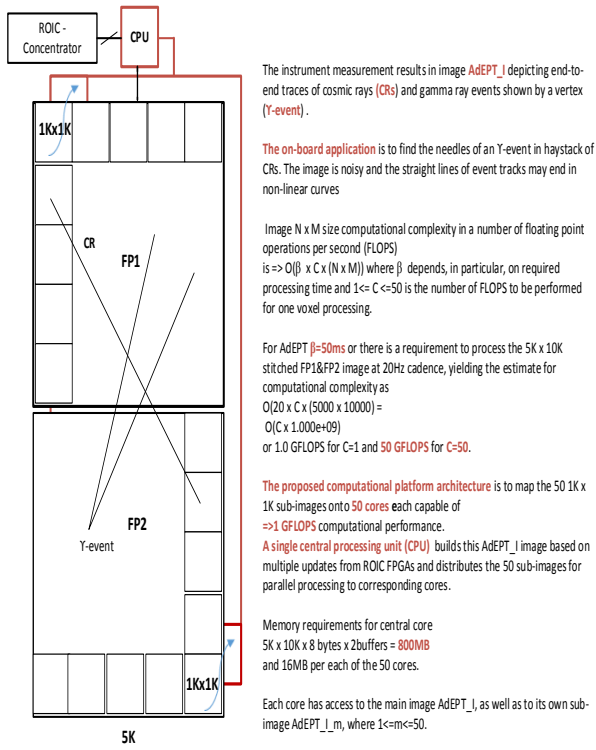 ROIC -
Concentrator
CPU
1Kx1K
CR
FP1
FP2
Y-event
1Kx1K
5K
The instrument measurement results in image AdEPT_I depicting end-to-
end traces of cosmic rays (CRs) and gamma ray events shown by a vertex
(Y-event) .
The on-board application is to find the needles of an Y-event in haystack of
CRs. The image is noisy and the straight lines of event tracks may end in
non-linear curves
Image N x M size computational complexity in a number of floating point
operations per second (FLOPS)
is => O(β x C x (N x M)) where β depends, in particular, on required
processing time and 1<= C <=50 is the number of FLOPS to be performed
for one voxel processing.
For AdEPT β=50ms or there is a requirement to process the 5K x 10K
stitched FP1&FP2 image at 20Hz cadence, yielding the estimate for
computational complexity as
O(20 x C x (5000 x 10000) =
O(C x 1.000e+09)
or 1.0 GFLOPS for C=1 and 50 GFLOPS for C=50.
The proposed computational platform architecture is to map the 50 1K x
1K sub-images onto 50 cores each capable of
=>1 GFLOPS computational performance.
A single central processing unit (CPU) builds this AdEPT_I image based on
multiple updates from ROIC FPGAs and distributes the 50 sub-images for
parallel processing to corresponding cores.
Memory requirements for central core
5K x 10K x 8 bytes x 2buffers = 800MB
and 16MB per each of the 50 cores.
Each core has access to the main image AdEPT_I, as well as to its own sub-
image AdEPT_I_m, where 1<=m<=50.